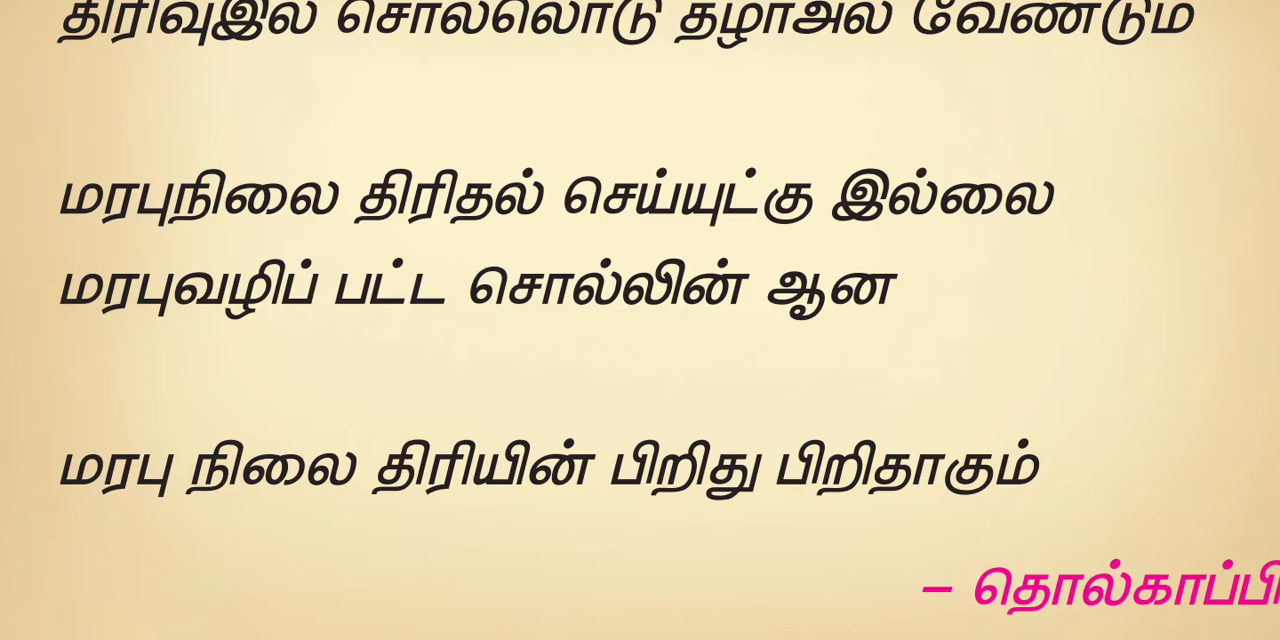 திரிவுஇல் சொல்லொடு தழாஅல் வேண்டும்
மரபுநிலை திரிதல் செய்யுட்கு இல்லை
மரபுவழிப் பட்ட சொல்லின் ஆன
மரபு நிலை திரியின் பிறிது பிறிதாகும்
– தொல்காப்பி